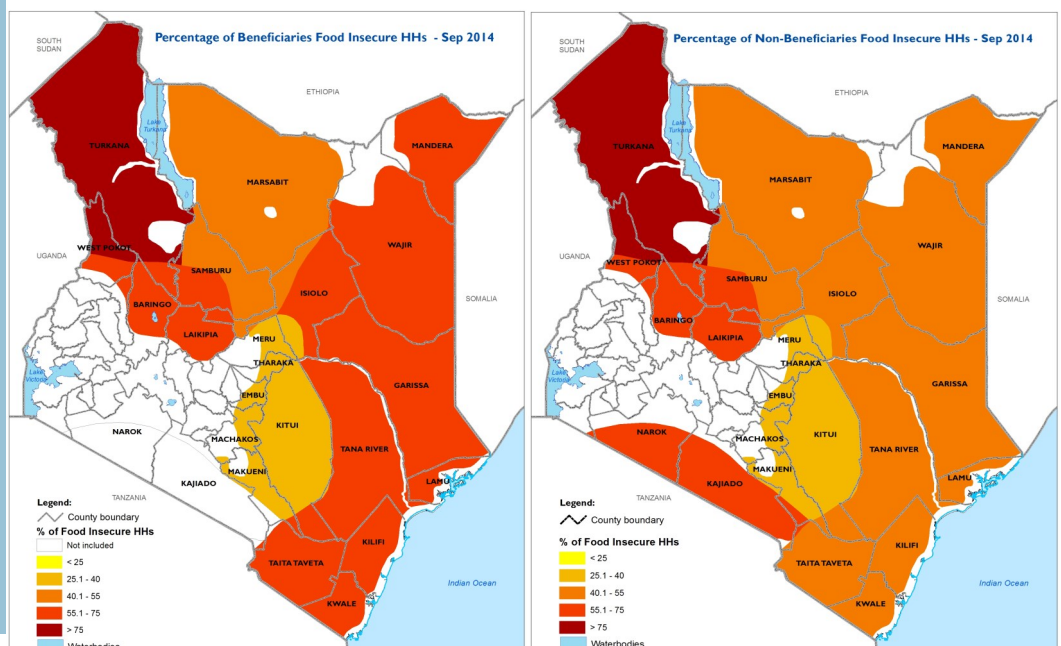 Percentage of Beneficiaries Food Insecure HHs - Sep 2014
SOUTH
SUDAN
ETHIOPIA
Lake
Turkana
TURKANA
MANDERA
MARSABIT
WAJIR
WEST POKOT
UGANDA
SAMBURU
SOMALIA
ISIOLO
BARINGO
LAIKIPIA
MERU
THARAKA
Lake
Victoria
GARISSA
EMBU
KITUI
NAROK
MACHAKOS
TANA RIVER
MAKUENI
KAJIADO
LAMU
TANZANIA
KILIFI
TAITA TAVETA
KWALE
Indian Ocean
Legend:
County boundary
% of Food Insecure HHs
Not included
< 25
25.1 - 40
40.1 - 55
55.1 - 75
> 75
Waterbodies
Percentage of Non-Beneficiaries Food Insecure HHs - Sep 2014
SOUTH
SUDAN
ETHIOPIA
Lake
Turkana
TURKANA
MANDERA
MARSABIT
WAJIR
WEST POKOT
UGANDA
SAMBURU
ISIOLO
SOMALIA
BARINGO
LAIKIPIA
MERU
THARAKA
Lake
Victoria
GARISSA
EMBU
NAROK
MACHAKOS
KITUI
TANA RIVER
MAKUENI
KAJIADO
LAMU
TANZANIA
KILIFI
TAITA TAVETA
KWALE
Indian Ocean
Legend:
County boundary
% of Food Insecure HHs
< 25
25.1 - 40
40.1 - 55
55.1 - 75
> 75
Waterbodies